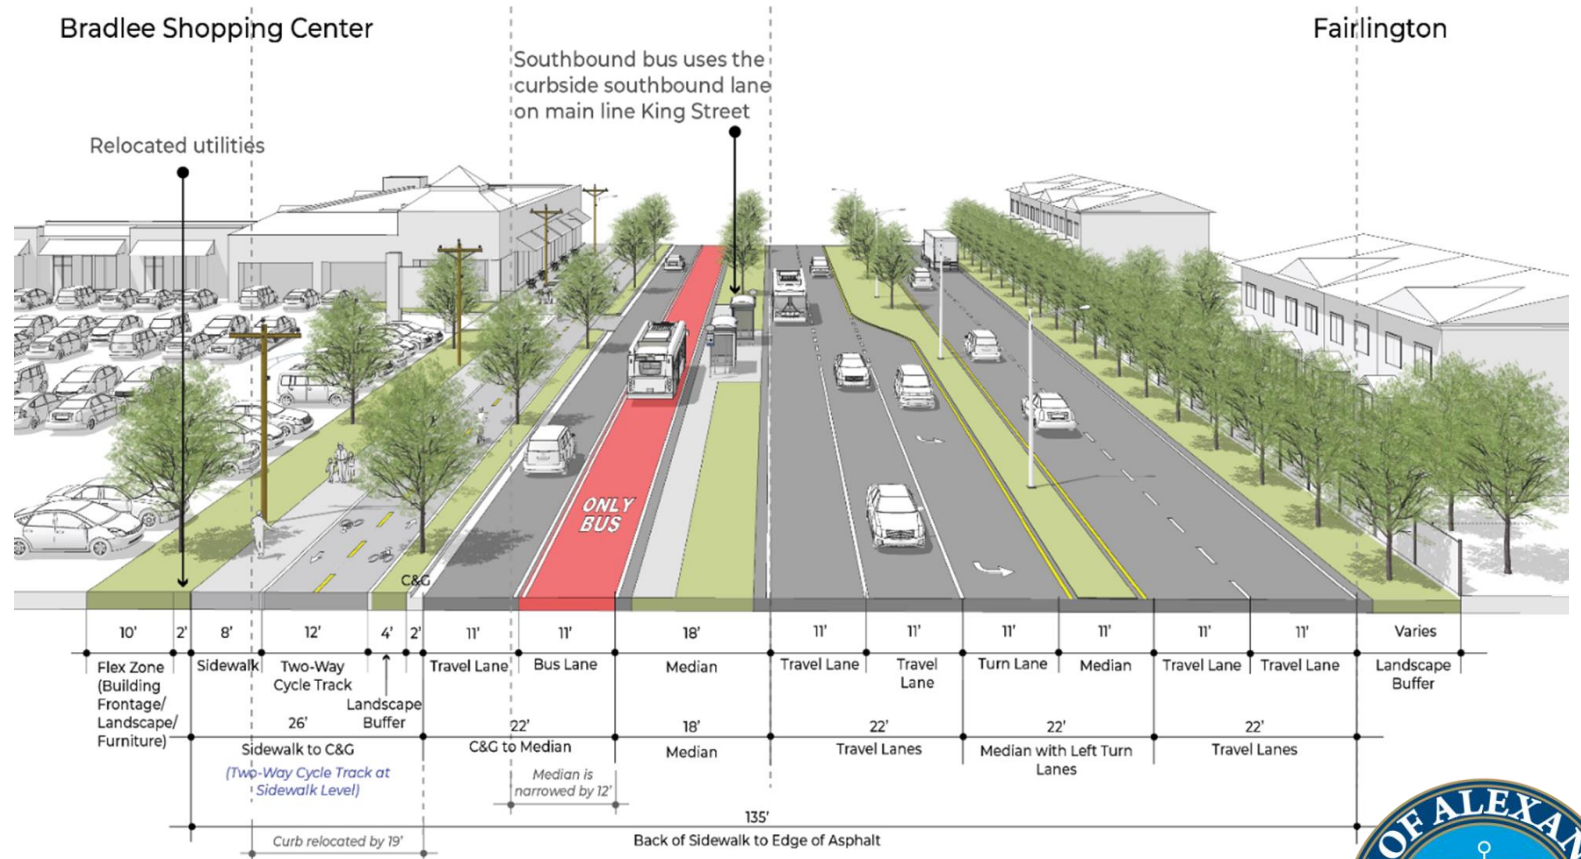 Bradlee Shopping Center
Fairlington
Southbound bus uses the
curbside southbound lane
on main line King Street
Relocated utilities
ONLY
BUS
C&G
10'
2'
8'
12'
4'
2'
11'
11'
18'
11'
11'
11'
11'
11'
11'
Varies
Flex Zone
(Building
Frontage/
Landscape/
Furniture)
Sidewalk
Two-Way
Cycle Track
Landscape
Buffer
Travel Lane
Bus Lane
Median
Travel Lane
Travel
Lane
Turn Lane
Median
Travel Lane
Travel Lane
Landscape
Buffer
26'
Sidewalk to C&G
(Two-Way Cycle Track at
Sidewalk Level)
22'
C&G to Median
18'
Median
22'
Travel Lanes
22'
Median with Left Turn
Lanes
22'
Travel Lanes
Median is
narrowed by 12'
135'
Back of Sidewalk to Edge of Asphalt
Curb relocated by 19'
OF ALEXAN